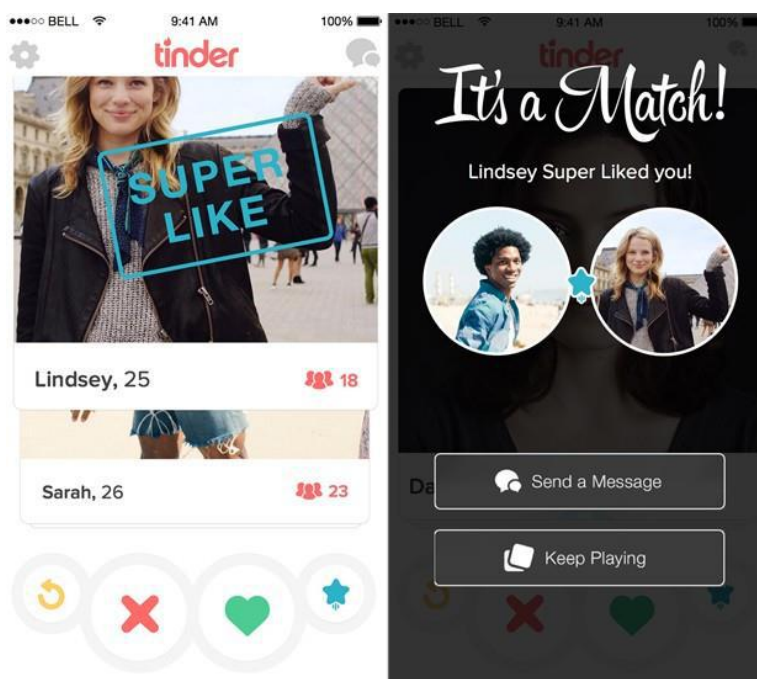 BELL 9:41 AM 100%
tinder
SUPER
LIKE
Lindsey, 25 18
Sarah, 26 23
BELL 9:41 AM 100%
tinder
It's a Match!
Lindsey Super Liked you!
Da
Send a Message
Keep Playing